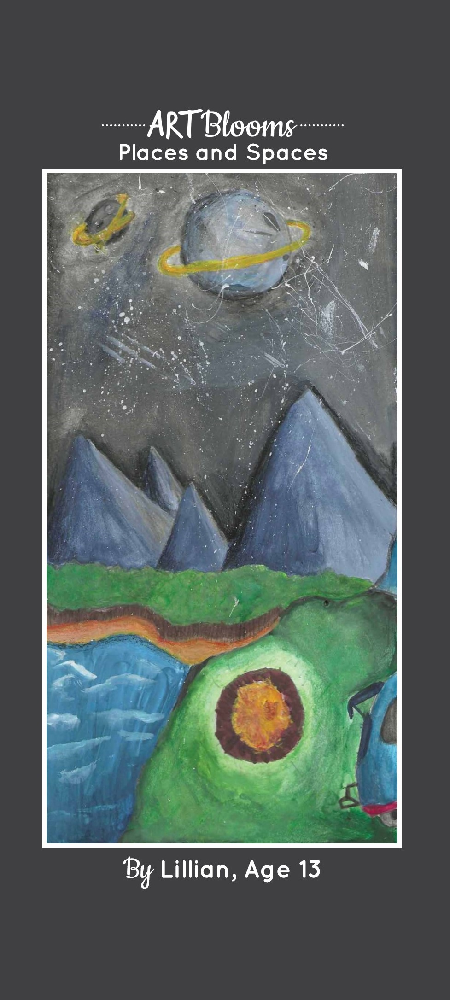 ART Blooms
Places and Spaces
By Lillian, Age 13